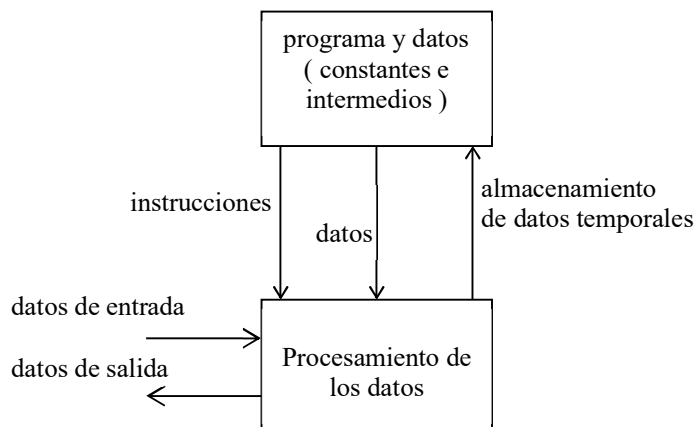 programa y datos
( constantes e
intermedios )
instrucciones
datos
almacenamiento
de datos temporales
datos de entrada
datos de salida
Procesamiento de
los datos